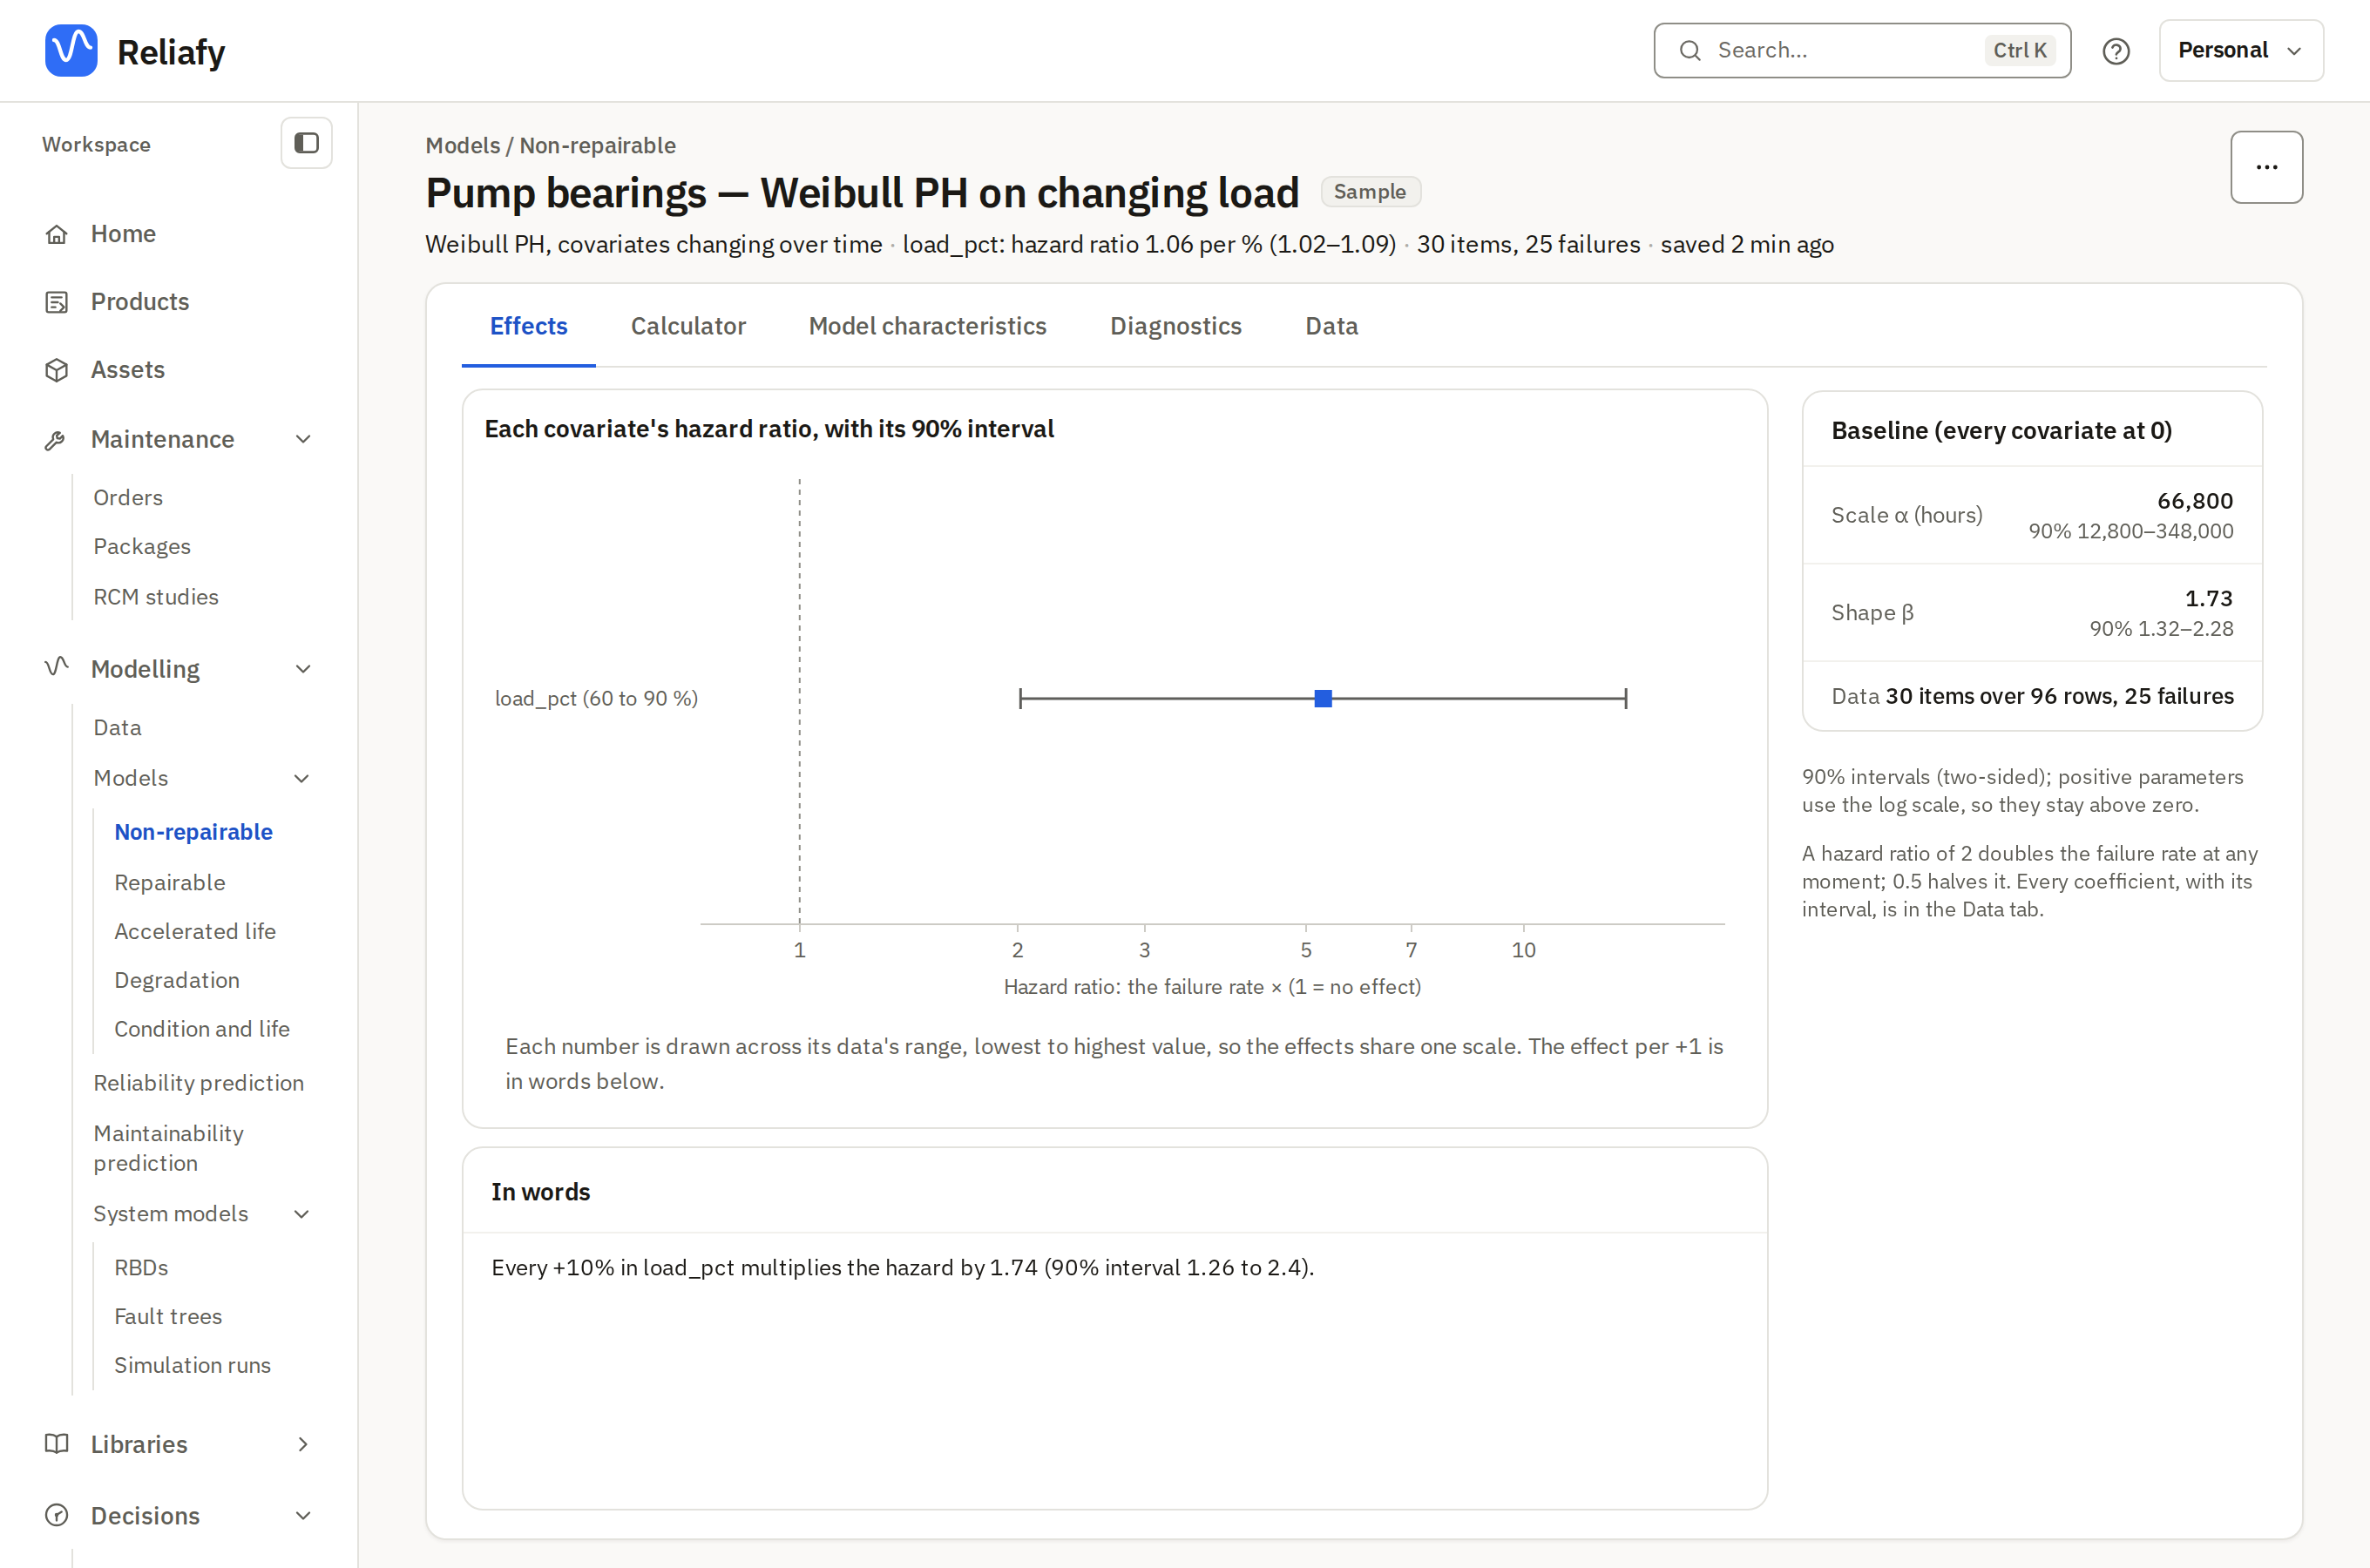 Reliafy
Search...
Ctrl K
Personal
Workspace
Home
Products
Assets
Maintenance
Orders
Packages
RCM studies
Modelling
Data
Models
Non-repairable
Repairable
Accelerated life
Degradation
Condition and life
Reliability prediction
Maintainability
prediction
System models
RBDs
Fault trees
Simulation runs
Libraries
Decisions
Models / Non-repairable
Pump bearings — Weibull PH on changing load
Sample
Weibull PH, covariates changing over time · load_pct: hazard ratio 1.06 per % (1.02–1.09) · 30 items, 25 failures · saved 2 min ago
Effects
Calculator
Model characteristics
Diagnostics
Data
Each covariate's hazard ratio, with its 90% interval
load_pct (60 to 90 %)
1 2 3 5 7 10
Hazard ratio: the failure rate × (1 = no effect)
Each number is drawn across its data's range, lowest to highest value, so the effects share one scale. The effect per +1 is
in words below.
In words
Every +10% in load_pct multiplies the hazard by 1.74 (90% interval 1.26 to 2.4).
Baseline (every covariate at 0)
Scale α (hours)
66,800
90% 12,800–348,000
Shape β
1.73
90% 1.32–2.28
Data 30 items over 96 rows, 25 failures
90% intervals (two-sided); positive parameters
use the log scale, so they stay above zero.
A hazard ratio of 2 doubles the failure rate at any
moment; 0.5 halves it. Every coefficient, with its
interval, is in the Data tab.